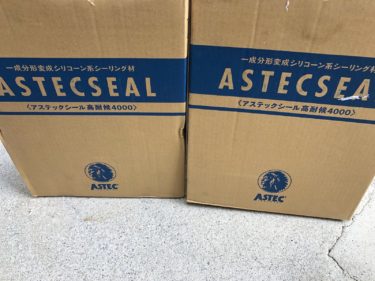 一成分形変成シリコーン系シーリング材
ASTECSEAL
〈アステックシール高耐候4000〉
ASTEC
一成分形変成シリコーン系シーリング材
ASTECSEA
〈アステックシール高耐候4000〉
ASTEC